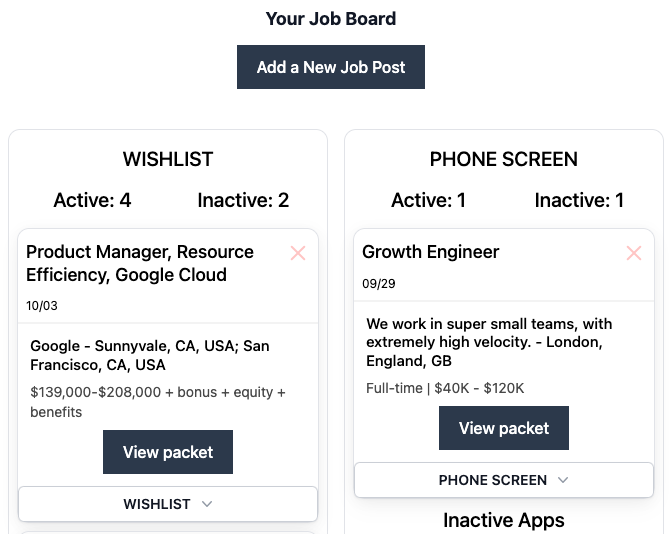 Your Job Board
Add a New Job Post
WISHLIST
Active: 4 Inactive: 2
Product Manager, Resource
Efficiency, Google Cloud
10/03
Google - Sunnyvale, CA, USA; San
Francisco, CA, USA
$139,000-$208,000 + bonus + equity +
benefits
View packet
WISHLIST
PHONE SCREEN
Active: 1 Inactive: 1
Growth Engineer
09/29
We work in super small teams, with
extremely high velocity. - London,
England, GB
Full-time | $40K - $120K
View packet
PHONE SCREEN
Inactive Apps